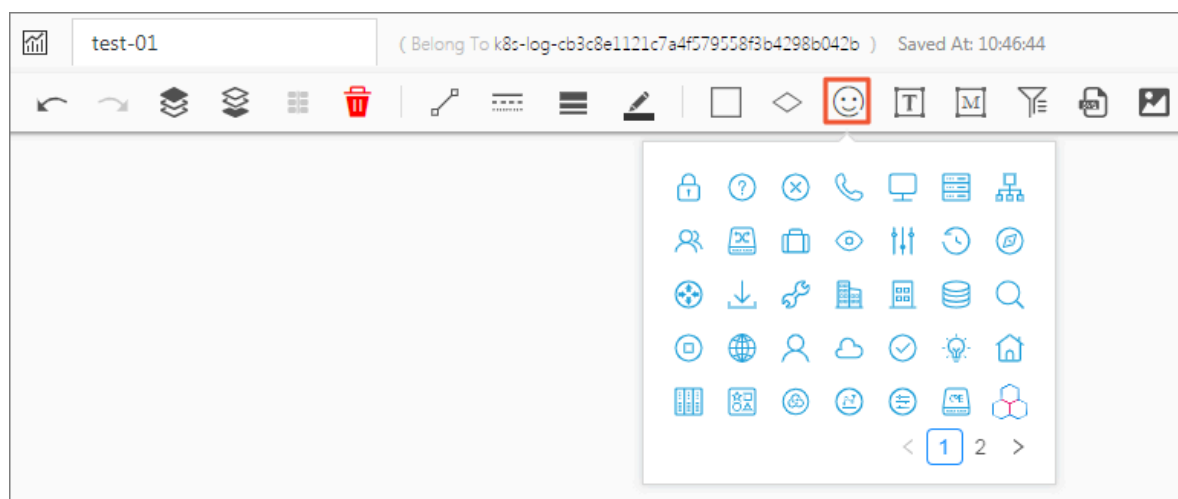 test-01 ( Belong To k8s-log-cb3c8e1121c7a4f579558f3b4298b042b ) Saved At: 10:46:44
T M
< 1 2 >